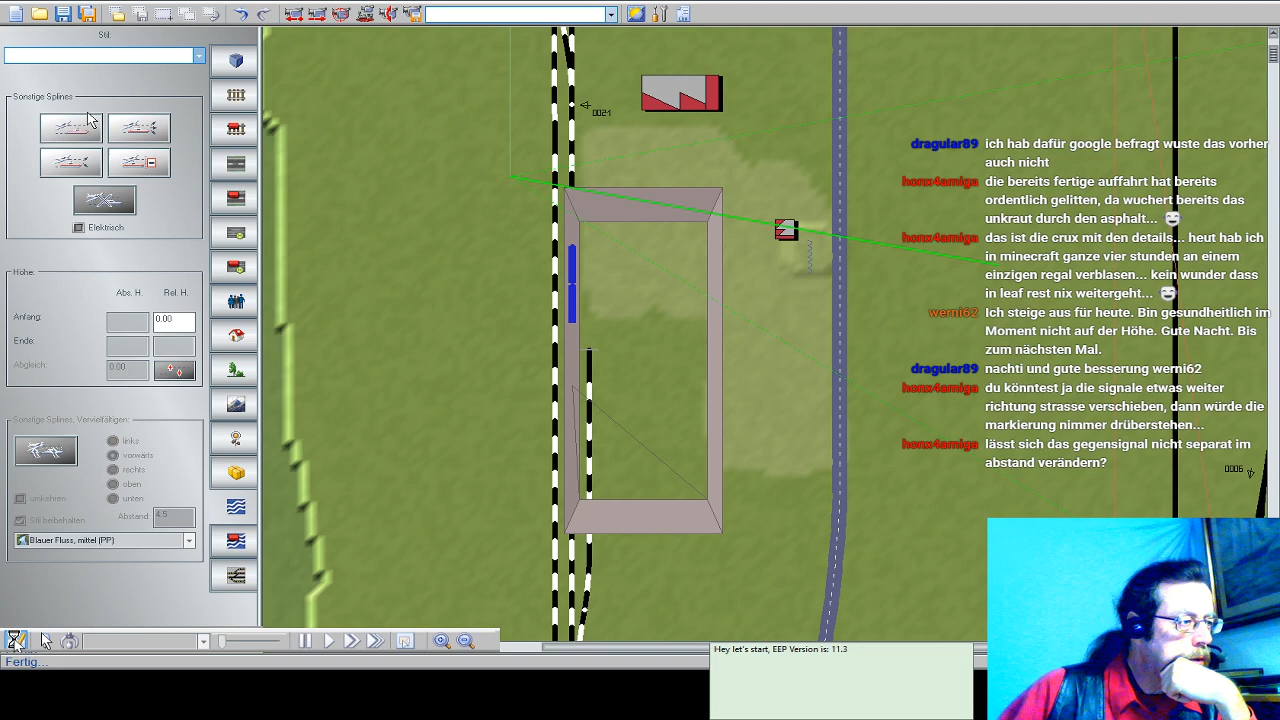 Stil:
Sonstige Splines
Elektrisch
Höhe:
Abs. H.
Rel. H.
Anfang:
0.00
Ende:
Abgleich:
0.00
Sonstige Splines, Vervielfältigen:
links
vorwärts
rechts
oben
umkehren
unten
Stil beibehalten
Abstand:
4.5
Blauer Fluss, mittel (PP)
Fertig...
0021
0006
dragular89 ich hab dafür google befragt wuste das vorher
auch nicht
honx4amiga die bereits fertige auffahrt hat bereits
ordentlich gelitten, da wuchert bereits das
unkraut durch den asphalt...
honx4amiga das ist die crux mit den details... heut hab ich
in minecraft ganze vier stunden an einem
einzigen regal verblasen... kein wunder dass
in leaf rest nix weitergeht...
werni62 Ich steige aus für heute. Bin gesundheitlich im
Moment nicht auf der Höhe. Gute Nacht. Bis
zum nächsten Mal.
dragular89 nachti und gute besserung werni62
honx4amiga du könntest ja die signale etwas weiter
richtung strasse verschieben, dann würde die
markierung nimmer drüberstehen...
honx4amiga lässt sich das gegensignal nicht separat im
abstand verändern?
Hey let's start, EEP Version is: 11.3